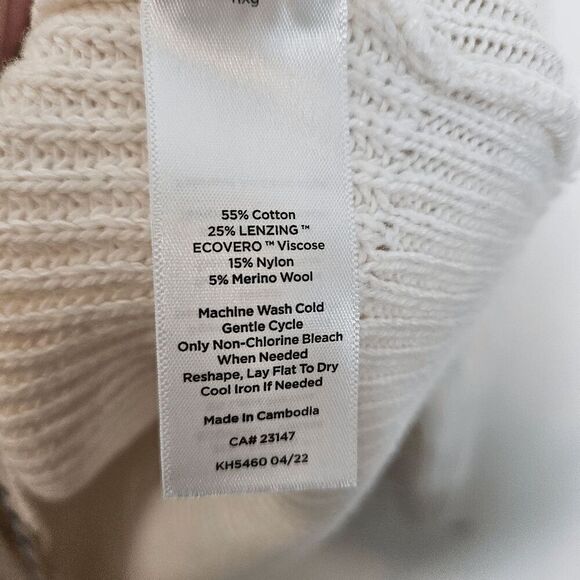 55% Cotton
25% LENZING™
ECOVERO™ Viscose
15% Nylon
5% Merino Wool
Machine Wash Cold
Gentle Cycle
Only Non-Chlorine Bleach
When Needed
Reshape, Lay Flat To Dry
Cool Iron If Needed
Made In Cambodia
CA# 23147
KH5460 04/22